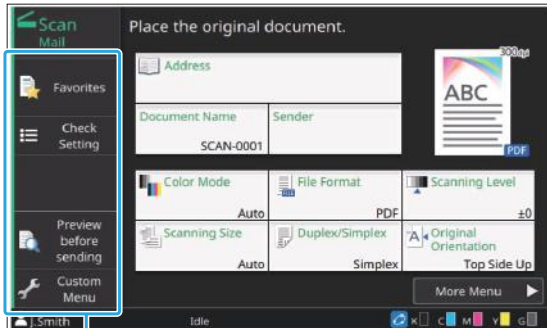 Scan
Mail
Place the original document.
Favorites
Check
Setting
Preview
before
sending
Custom
Menu
Address
Document Name
SCAN-0001
Sender
300dpi
ABC
PDF
Color Mode
Auto
File Format
PDF
Scanning Level
±0
Scanning Size
Auto
Duplex/Simplex
Simplex
Original
Orientation
Top Side Up
More Menu
J.Smith
Idle
K C M Y G